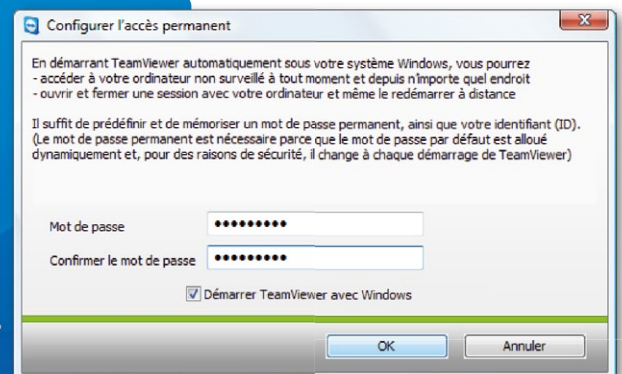 Configurer l'accès permanent
En démarrant TeamViewer automatiquement sous votre système Windows, vous pourrez
- accéder à votre ordinateur non surveillé à tout moment et depuis n'importe quel endroit
- ouvrir et fermer une session avec votre ordinateur et même le redémarrer à distance
Il suffit de prédéfinir et de mémoriser un mot de passe permanent, ainsi que votre identifiant (ID).
(Le mot de passe permanent est nécessaire parce que le mot de passe par défaut est alloué
dynamiquement et, pour des raisons de sécurité, il change à chaque démarrage de TeamViewer)
Mot de passe •••••••••
Confirmer le mot de passe •••••••••
Démarrer TeamViewer avec Windows
OK Annuler